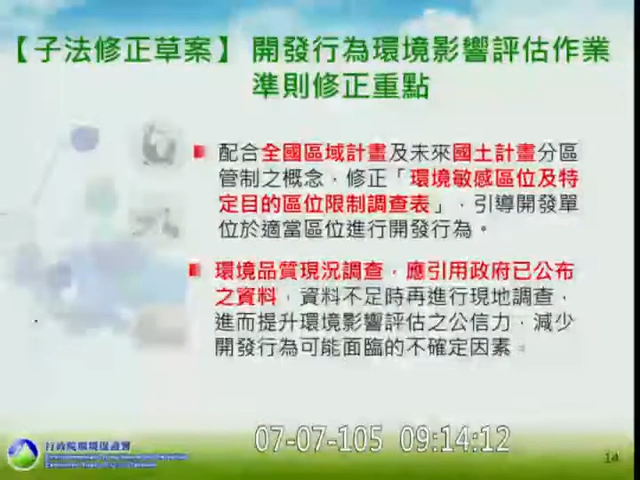 【子法修正草案】 開發行為環境影響評估作業
準則修正重點
配合全國區域計畫及未來國土計畫分區
管制之概念，修正「環境敏感區位及特
定目的區位限制調查表」，引導開發單
位於適當區位進行開發行為。
環境品質現況調查，應引用政府已公布
之資料，資料不足時再進行現地調查，
進而提升環境影響評估之公信力，減少
開發行為可能面臨的不確定因素。
行政院環境保護署
07-07-105 09:14:12
14